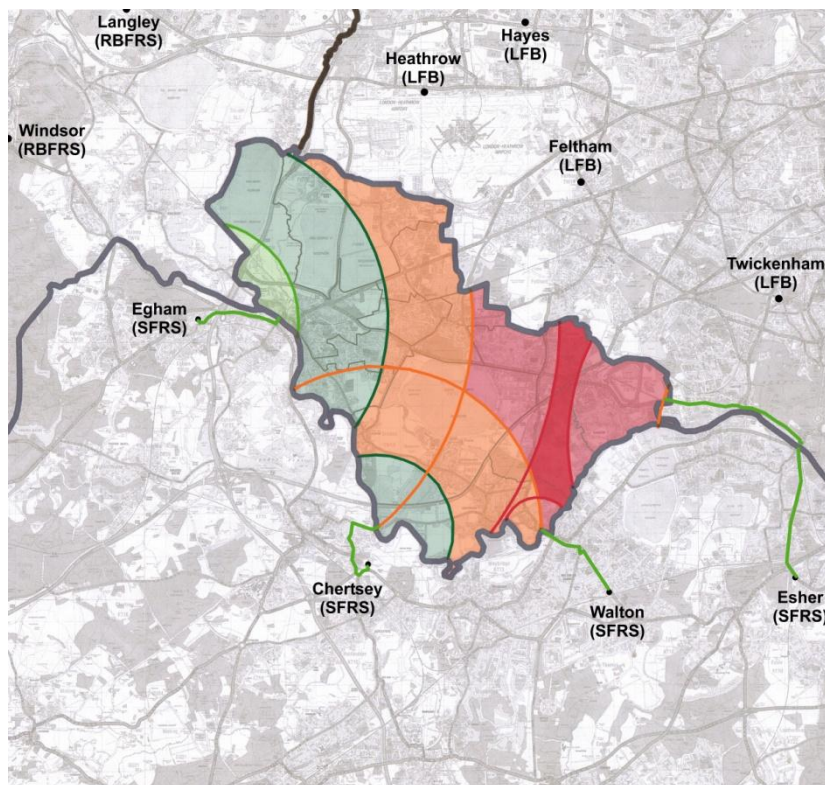 Langley
(RBFRS)
Hayes
(LFB)
Heathrow
(LFB)
Windsor
(RBFRS)
Feltham
(LFB)
Twickenham
(LFB)
Egham
(SFRS)
Chertsey
(SFRS)
Walton
(SFRS)
Esher
(SFRS)